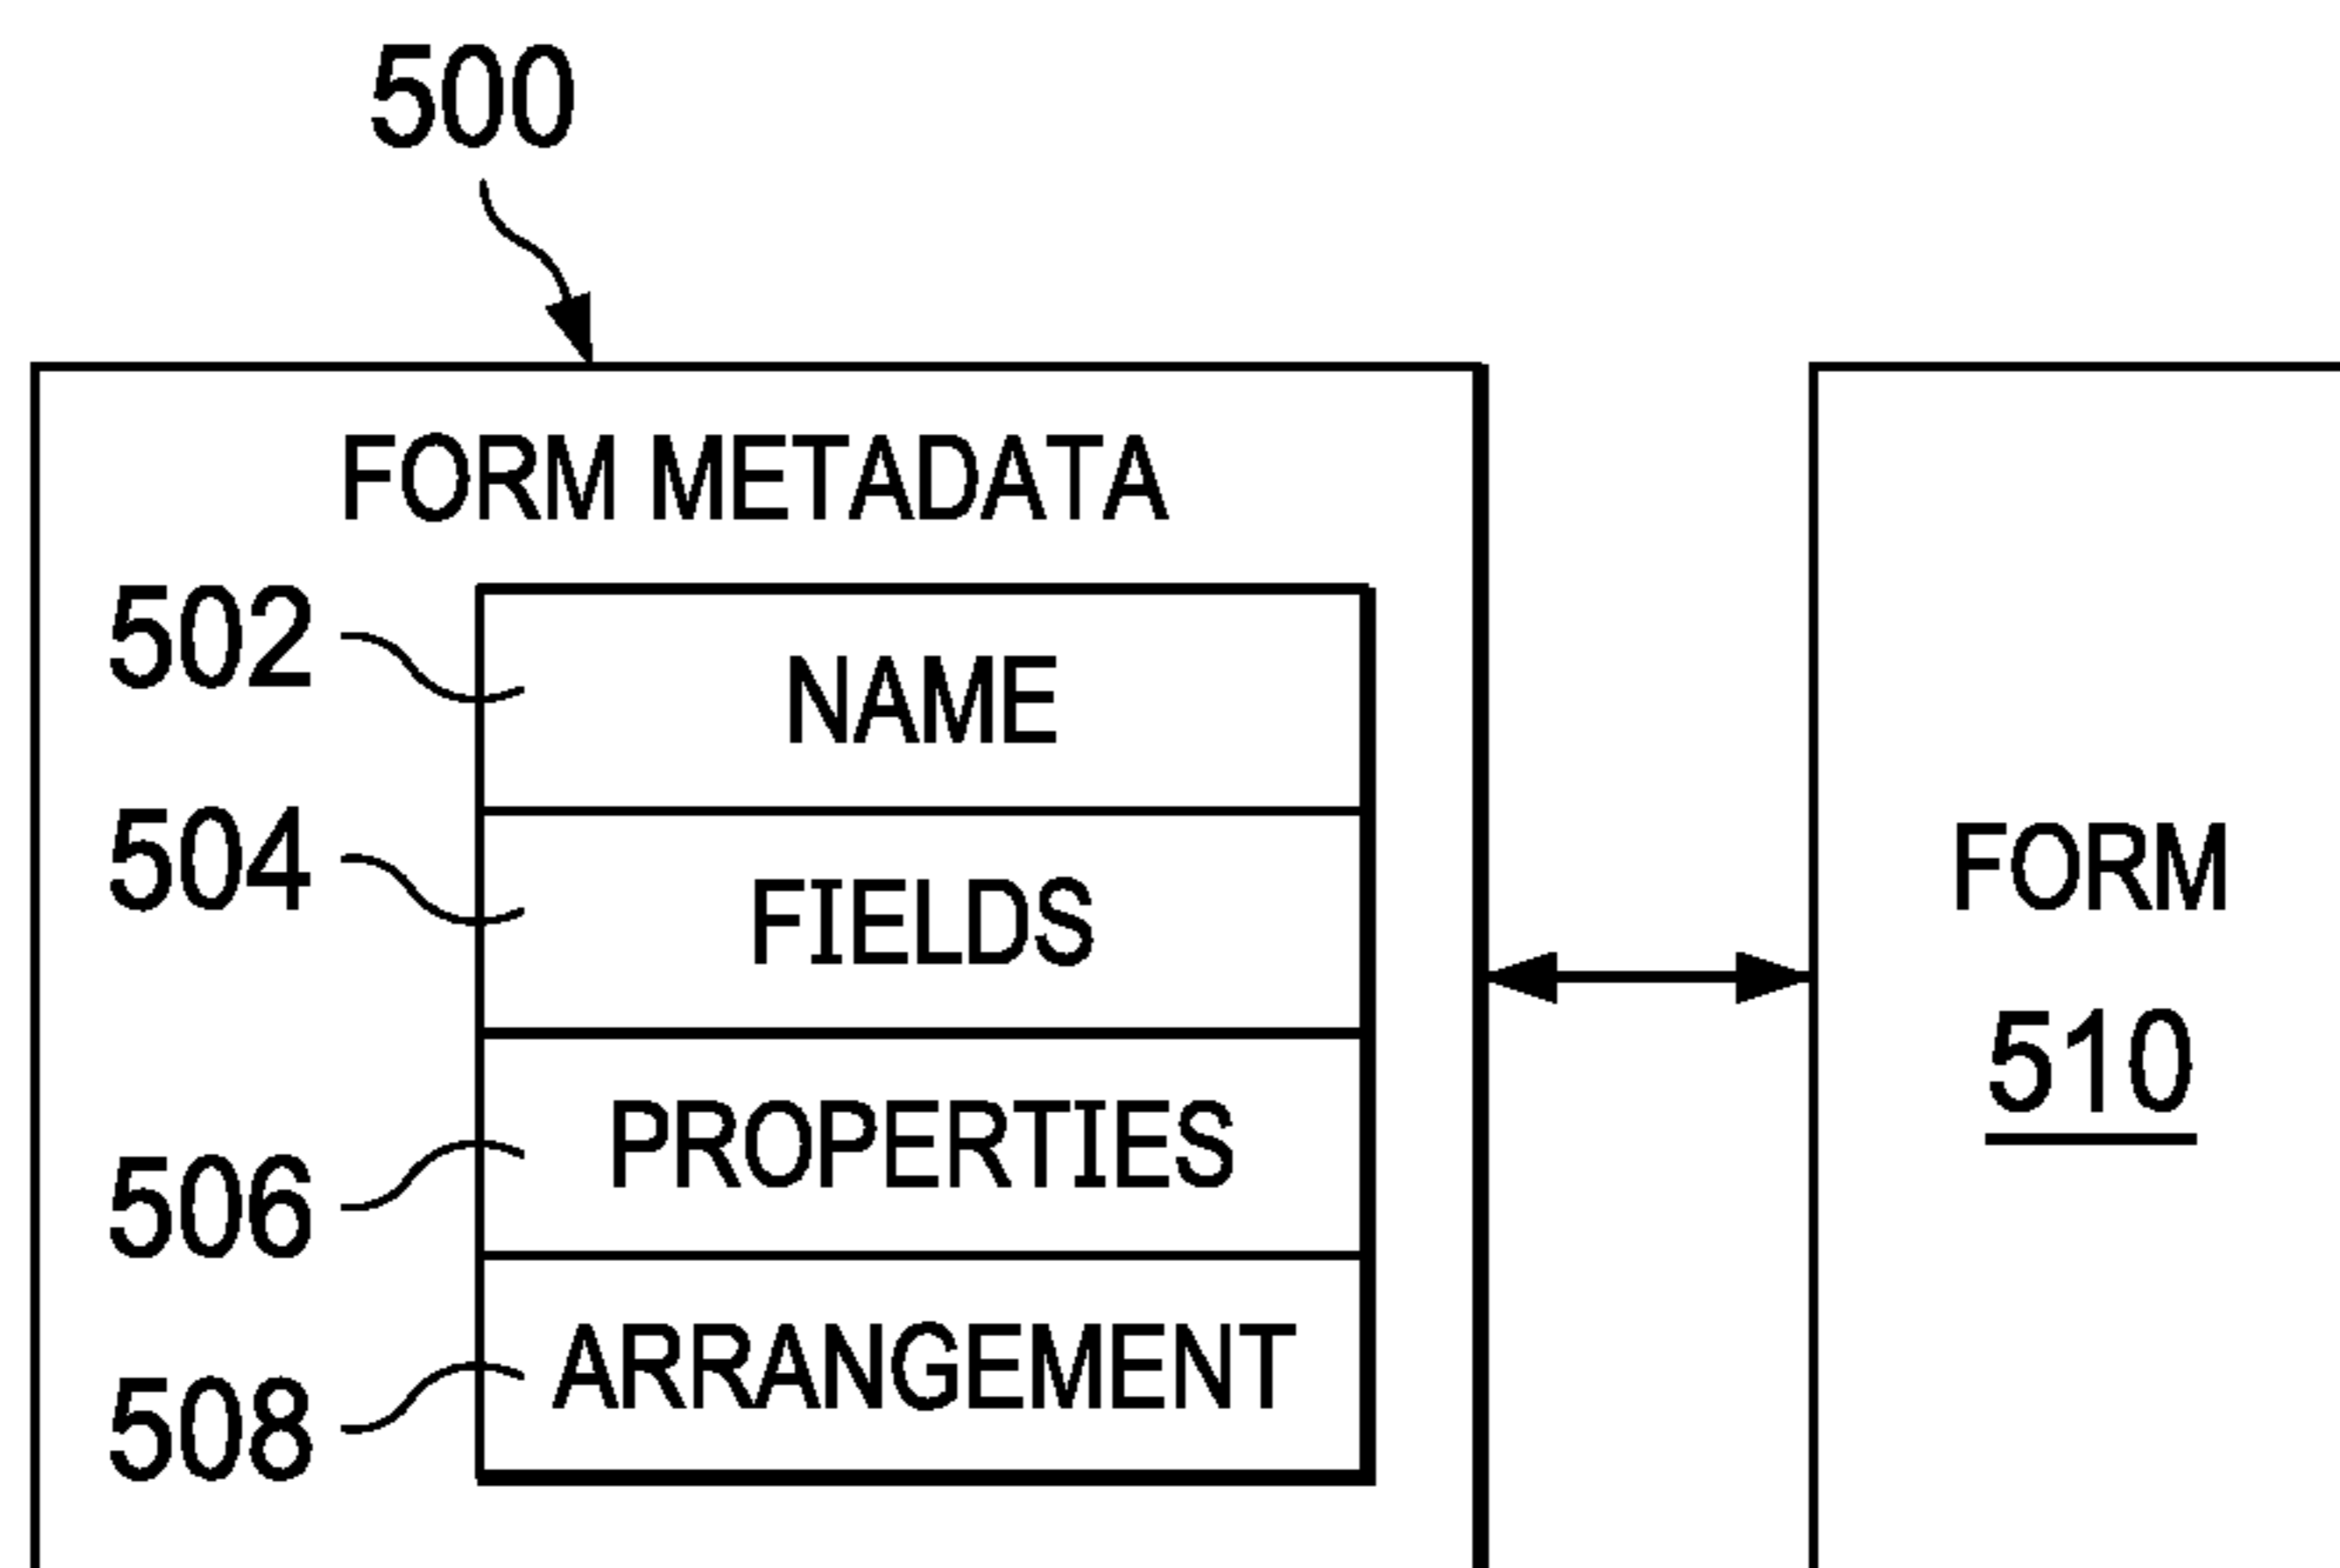 500
FORM METADATA
502
NAME
504
FIELDS
506
PROPERTIES
508
ARRANGEMENT
FORM
510